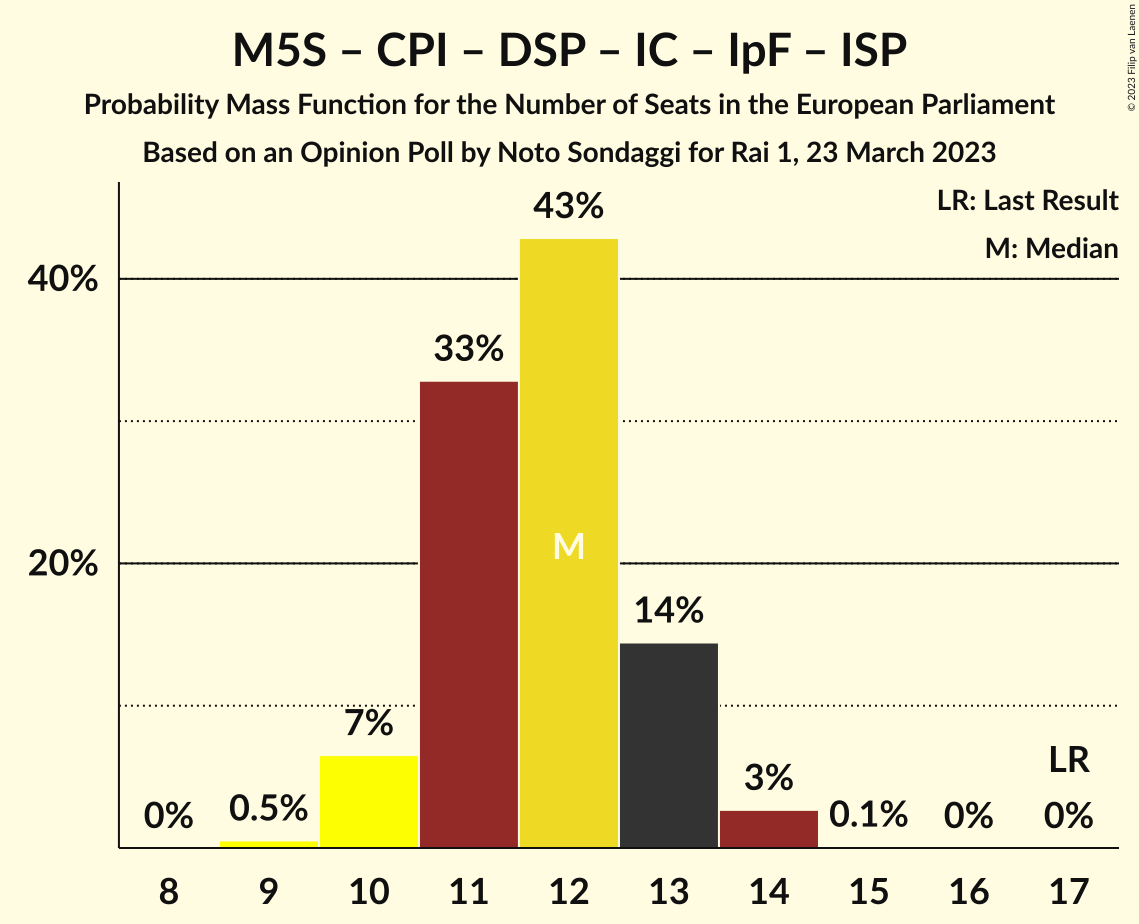 M5S – CPI – DSP – IC – IpF – ISP
Probability Mass Function for the Number of Seats in the European Parliament
Based on an Opinion Poll by Noto Sondaggi for Rai 1, 23 March 2023
© 2023 Filip van Laenen
LR: Last Result
M: Median
43%
40%
33%
M
20%
14%
7%
LR
3%
0%
0.5%
0.1%
0%
0%
8 9 10 11 12 13 14 15 16 17